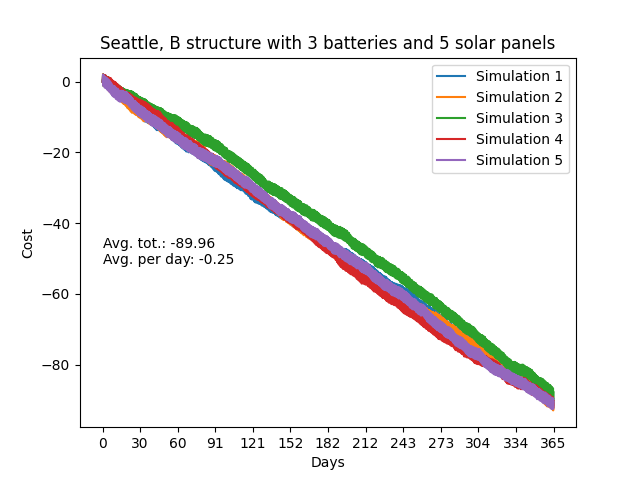 Seattle, B structure with 3 batteries and 5 solar panels
Simulation 1
Simulation 2
Simulation 3
Simulation 4
Simulation 5
0
−20
−40
−60
−80
Cost
Avg. tot.: -89.96
Avg. per day: -0.25
0 30 60 91 121 152 182 212 243 273 304 334 365
Days